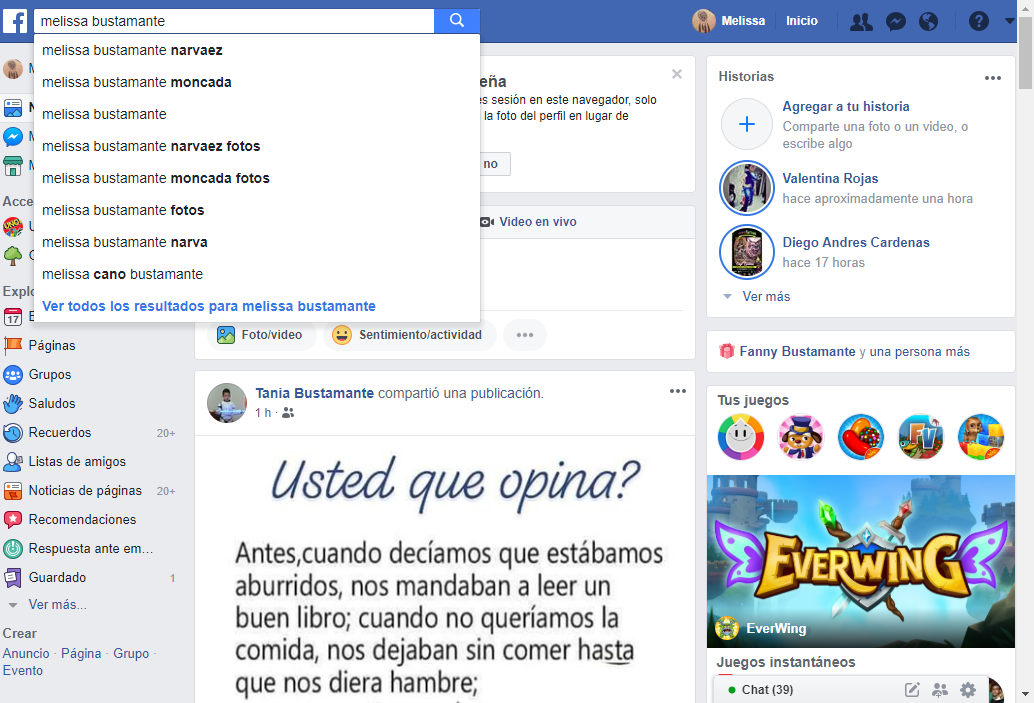 melissa bustamante
Melissa
Inicio
melissa bustamante narvaez
melissa bustamante moncada
melissa bustamante
melissa bustamante narvaez fotos
melissa bustamante moncada fotos
melissa bustamante fotos
melissa bustamante narva
melissa cano bustamante
Ver todos los resultados para melissa bustamante
Acce
Explo
17
Páginas
Grupos
Saludos
Recuerdos 20+
Listas de amigos
Noticias de páginas 20+
Recomendaciones
Respuesta ante em...
Guardado 1
Ver más...
Crear
Anuncio · Página · Grupo ·
Evento
eña
es sesión en este navegador, solo
la foto del perfil en lugar de
no
Video en vivo
Foto/video
Sentimiento/actividad
Tania Bustamante compartió una publicación.
1 h ·
Usted que opina?
Antes,cuando decíamos que estábamos
aburridos, nos mandaban a leer un
buen libro; cuando no queríamos la
comida, nos dejaban sin comer hasta
que nos diera hambre;
Historias
Agregar a tu historia
Comparte una foto o un video, o
escribe algo
Valentina Rojas
hace aproximadamente una hora
Diego Andres Cardenas
hace 17 horas
Ver más
Fanny Bustamante y una persona más
Tus juegos
EVERWING
EverWing
Juegos instantáneos
Chat (39)